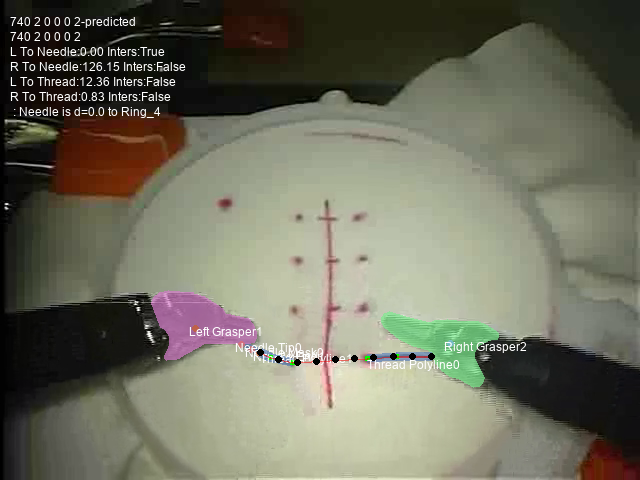 740 2 0 0 0 2-predicted
740 2 0 0 0 2
L To Needle:0.00 Inters:True
R To Needle:126.15 Inters:False
L To Thread:12.36 Inters:False
R To Thread:0.83 Inters:False
: Needle is d=0.0 to Ring_4
Left Grasper1
Needle Tip0
Right Grasper2
Thread Polyline0